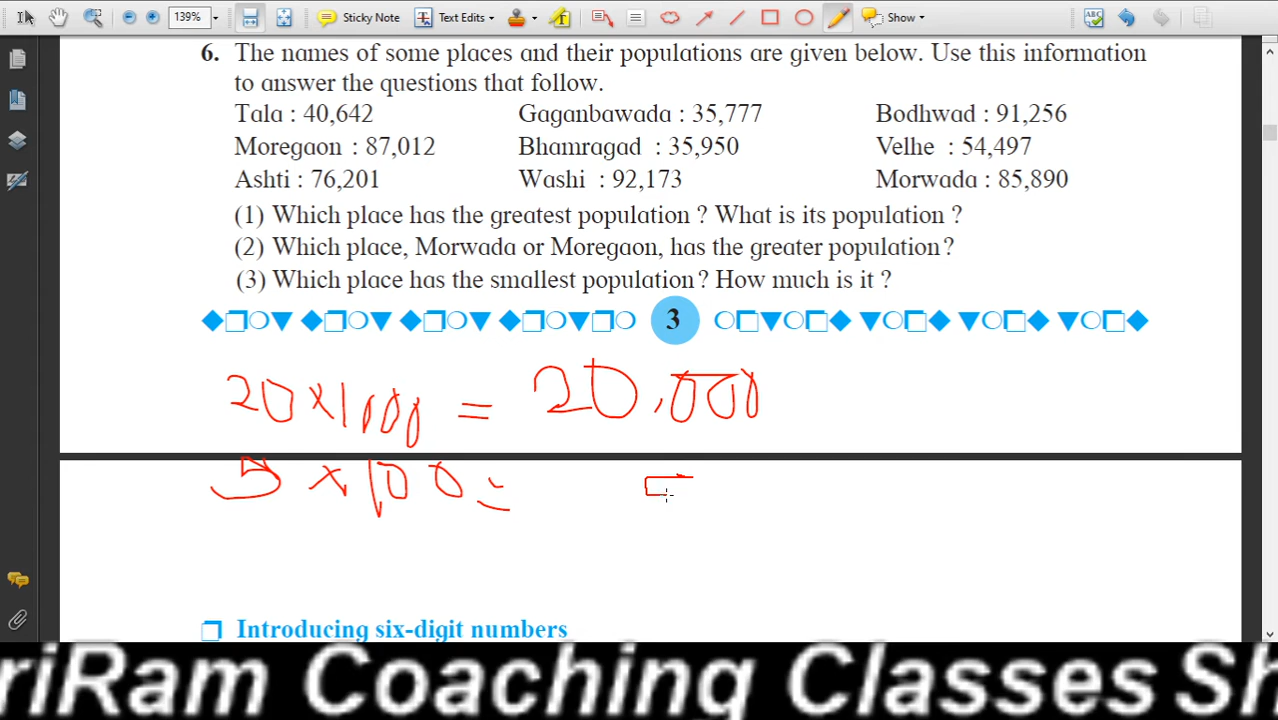 139% Sticky Note Text Edits Show
6. The names of some places and their populations are given below. Use this information
to answer the questions that follow.
Tala : 40,642 Gaganbawada : 35,777 Bodhwad : 91,256
Moregaon : 87,012 Bhamragad : 35,950 Velhe : 54,497
Ashti : 76,201 Washi : 92,173 Morwada : 85,890
(1) Which place has the greatest population ? What is its population ?
(2) Which place, Morwada or Moregaon, has the greater population ?
(3) Which place has the smallest population ? How much is it ?
3
20 × 1000 = 20,000
5 × 100 =
Introducing six-digit numbers
riRam Coaching Classes Sh